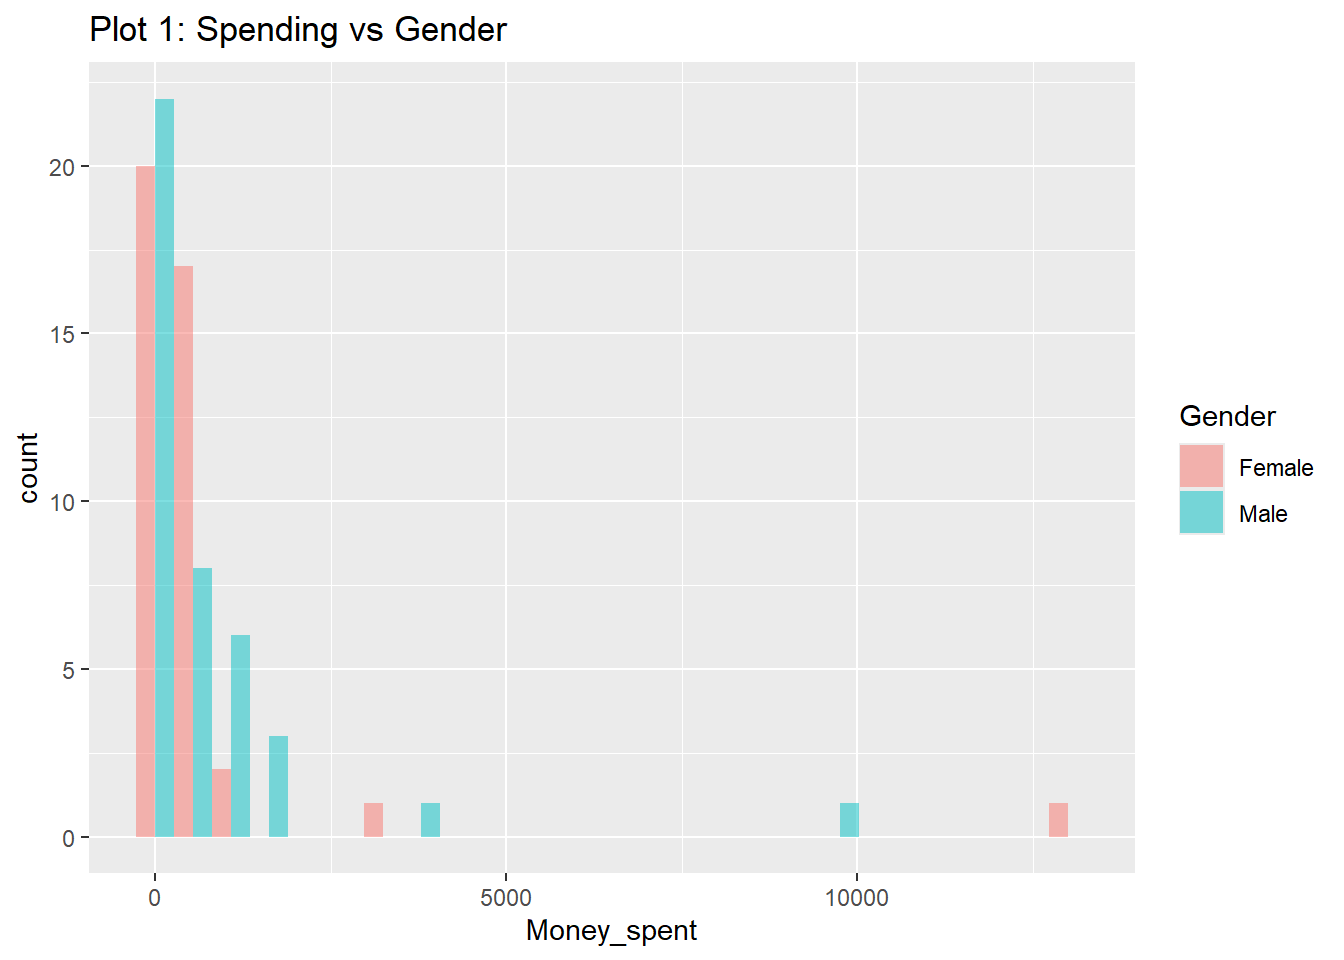 Plot 1: Spending vs Gender
20
15
10
5
0
count
0 5000 10000
Money_spent
Gender
Female
Male